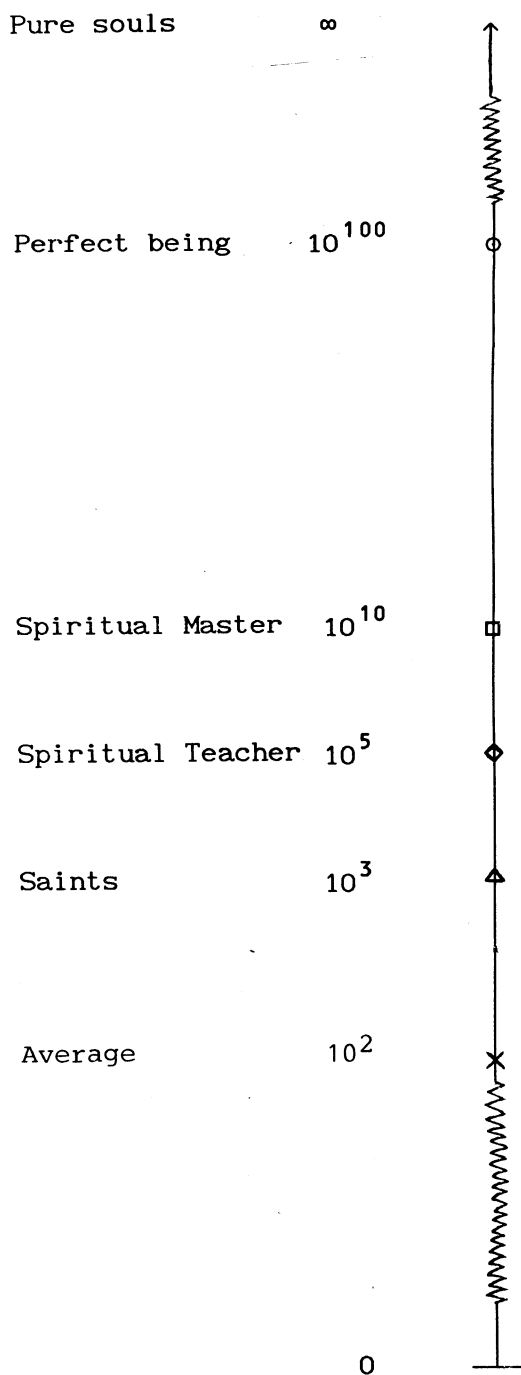 Pure souls ∞
Perfect being 10^100
Spiritual Master 10^10
Spiritual Teacher 10^5
Saints 10^3
Average 10^2
0